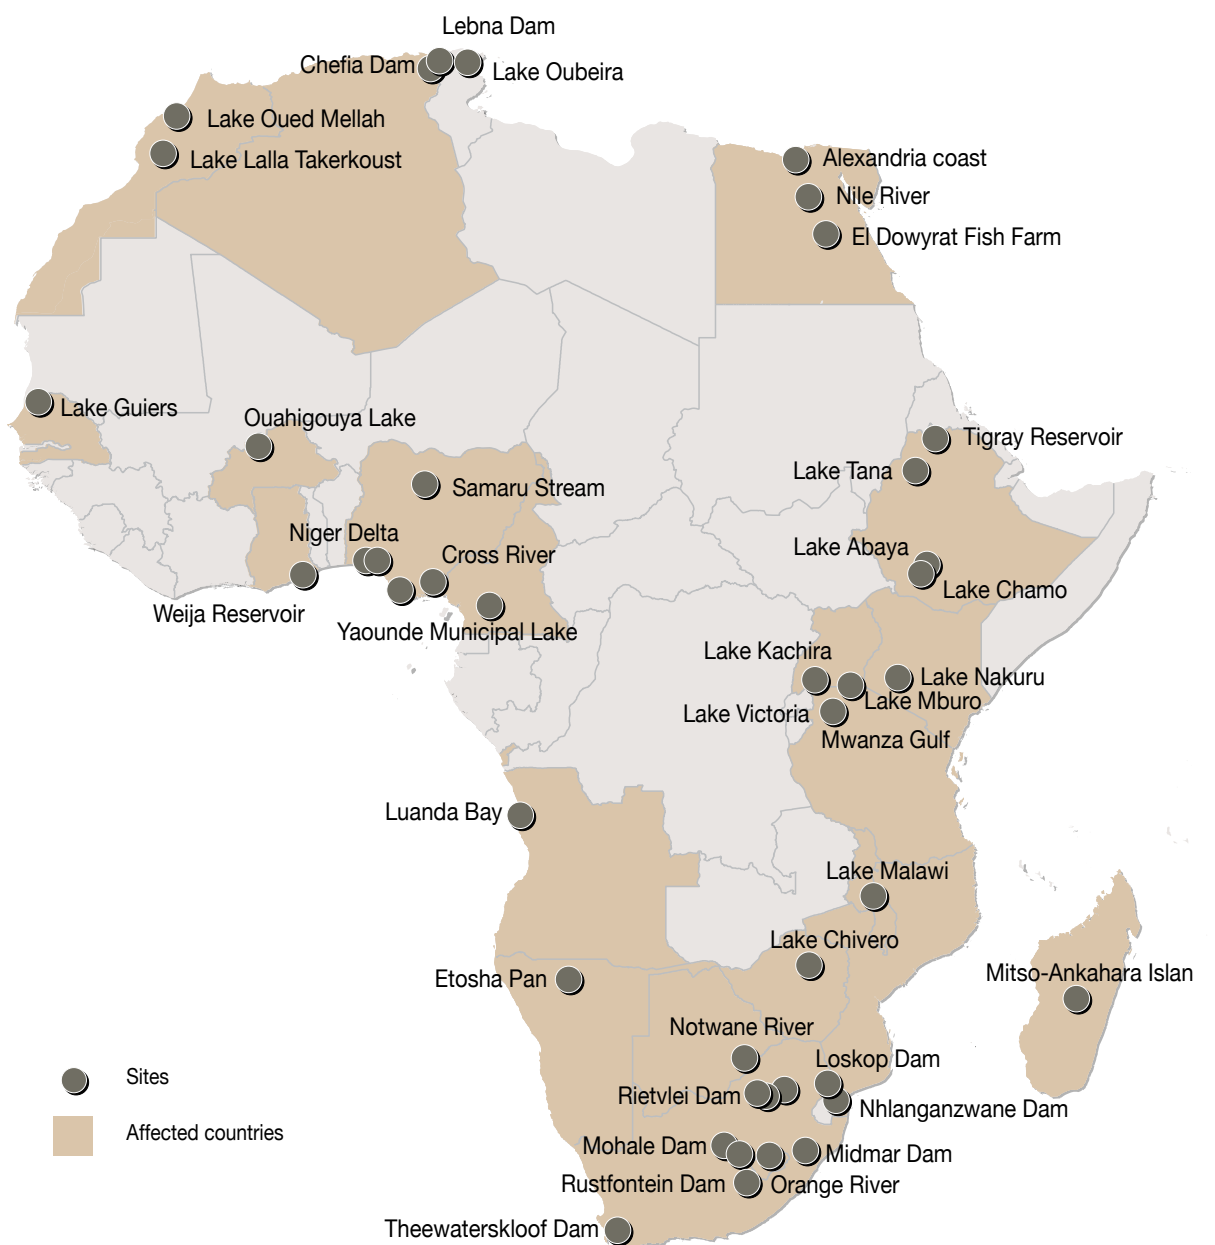 Lebna Dam
Chefia Dam
Lake Oubeira
Lake Oued Mellah
Lake Lalla Takerkoust
Alexandria coast
Nile River
El Dowyrat Fish Farm
Lake Guiers
Ouahigouya Lake
Tigray Reservoir
Lake Tana
Samaru Stream
Niger Delta
Lake Abaya
Cross River
Lake Chamo
Weija Reservoir
Yaounde Municipal Lake
Lake Kachira
Lake Nakuru
Lake Mburo
Lake Victoria
Mwanza Gulf
Luanda Bay
Lake Malawi
Lake Chivero
Mitso-Ankahara Islan
Etosha Pan
Notwane River
Loskop Dam
Sites
Rietvlei Dam
Nhlanganzwane Dam
Affected countries
Mohale Dam
Midmar Dam
Rustfontein Dam
Orange River
Theewaterskloof Dam